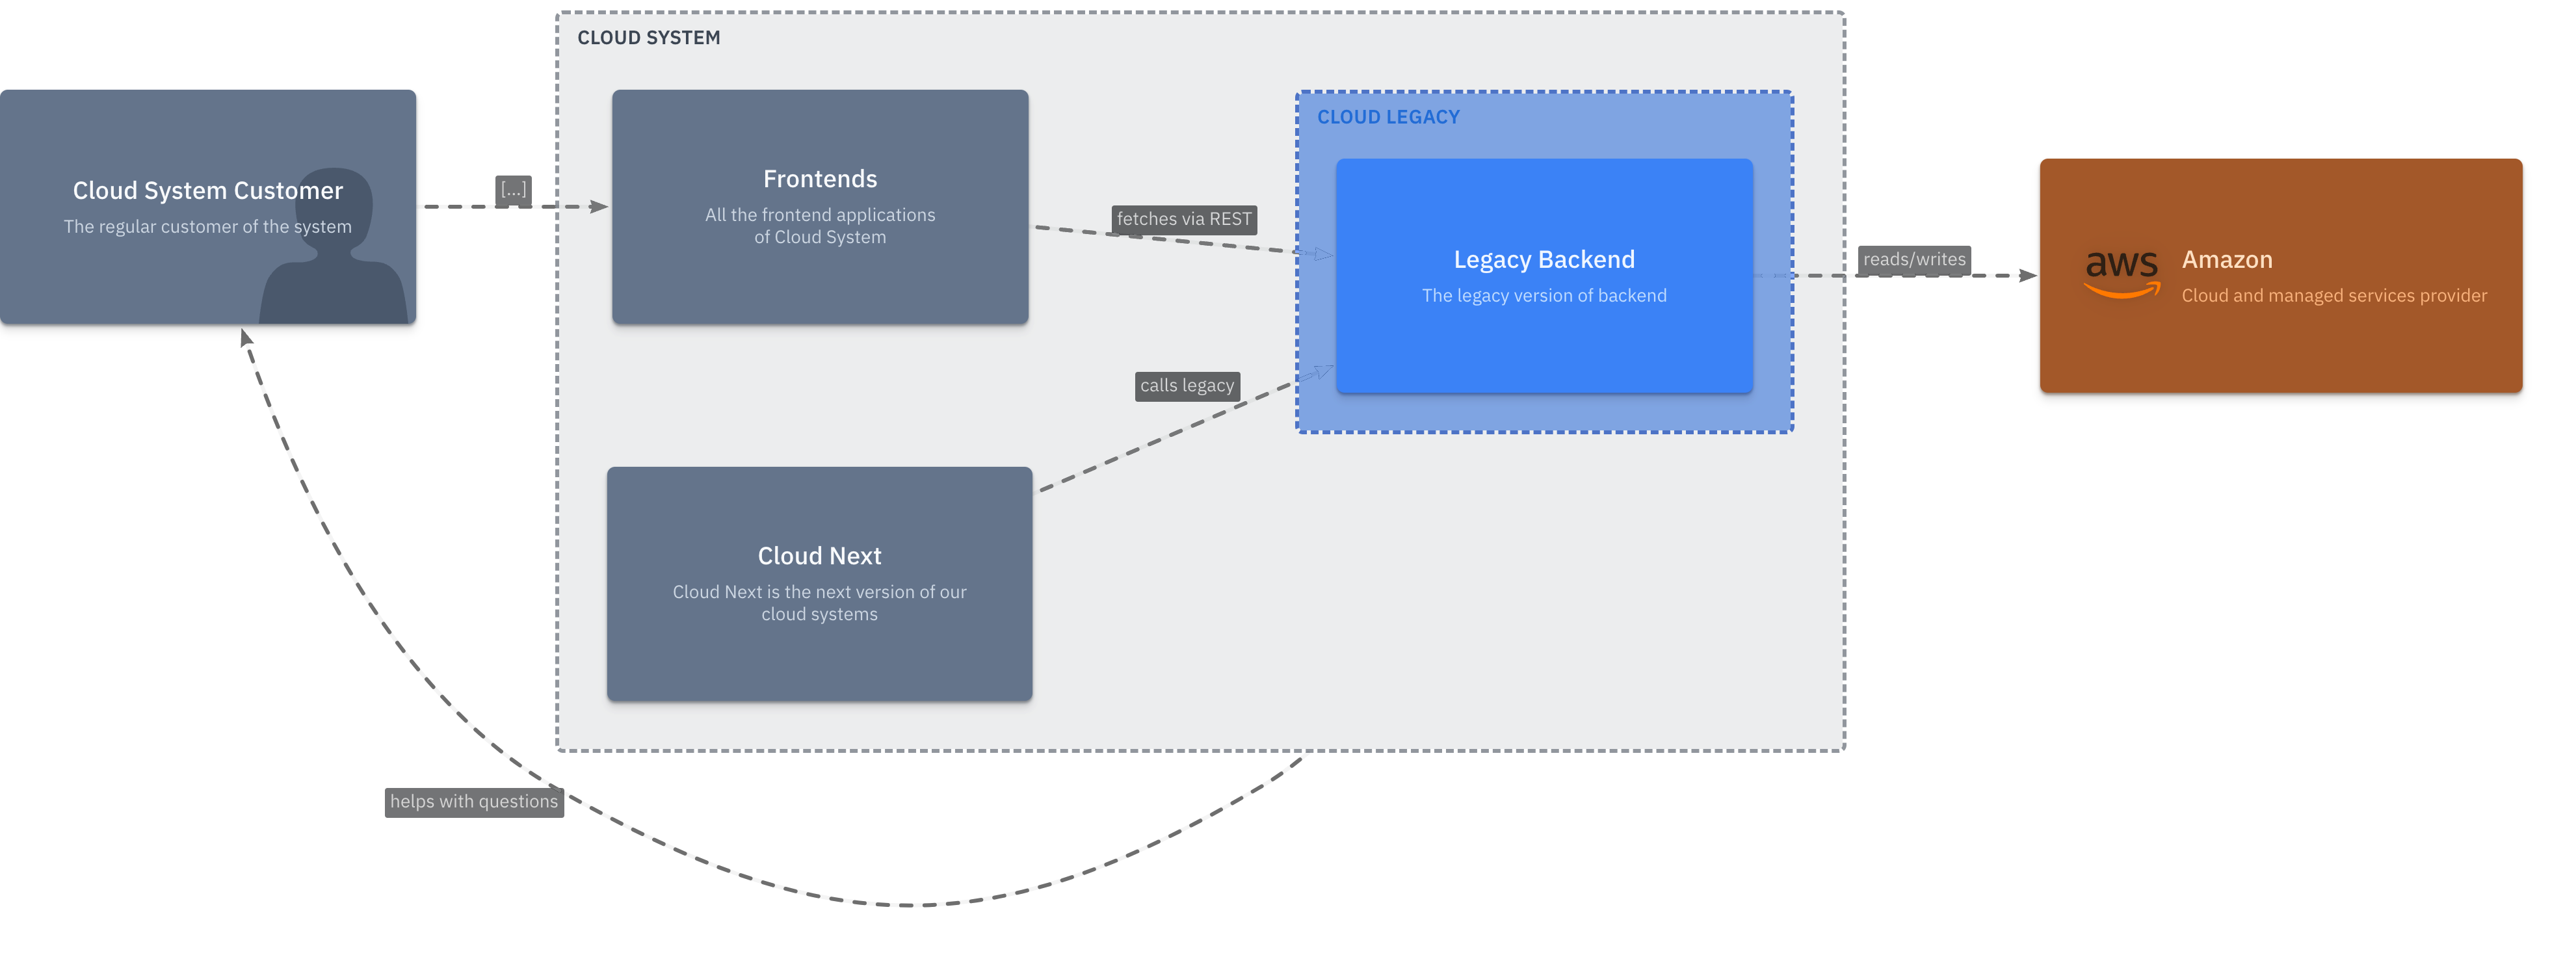 CLOUD SYSTEM
CLOUD LEGACY
Cloud System Customer
The regular customer of the system
[...]
Frontends
All the frontend applications
of Cloud System
fetches via REST
Legacy Backend
The legacy version of backend
reads/writes
aws
Amazon
Cloud and managed services provider
calls legacy
Cloud Next
Cloud Next is the next version of our
cloud systems
helps with questions